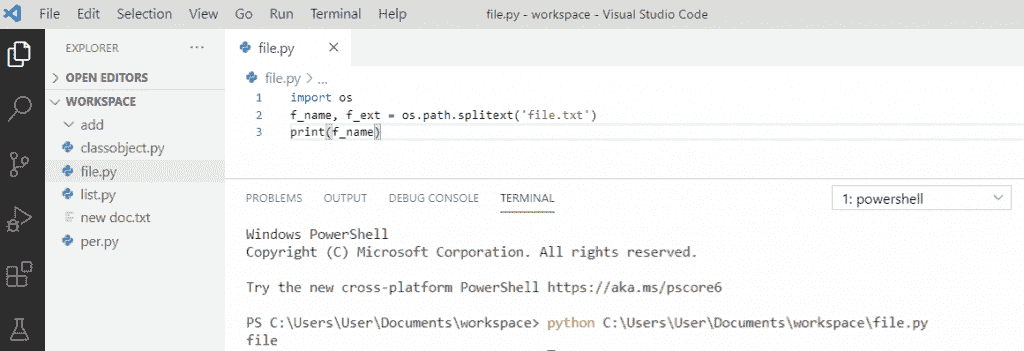 File Edit Selection View Go Run Terminal Help file.py - workspace - Visual Studio Code
EXPLORER ...
OPEN EDITORS
WORKSPACE
add
classobject.py
file.py
list.py
new doc.txt
per.py
file.py
file.py > ...
1 import os
2 f_name, f_ext = os.path.splitext('file.txt')
3 print(f_name)
PROBLEMS OUTPUT DEBUG CONSOLE TERMINAL 1: powershell
Windows PowerShell
Copyright (C) Microsoft Corporation. All rights reserved.
Try the new cross-platform PowerShell https://aka.ms/pscore6
PS C:\Users\User\Documents\workspace> python C:\Users\User\Documents\workspace\file.py
file